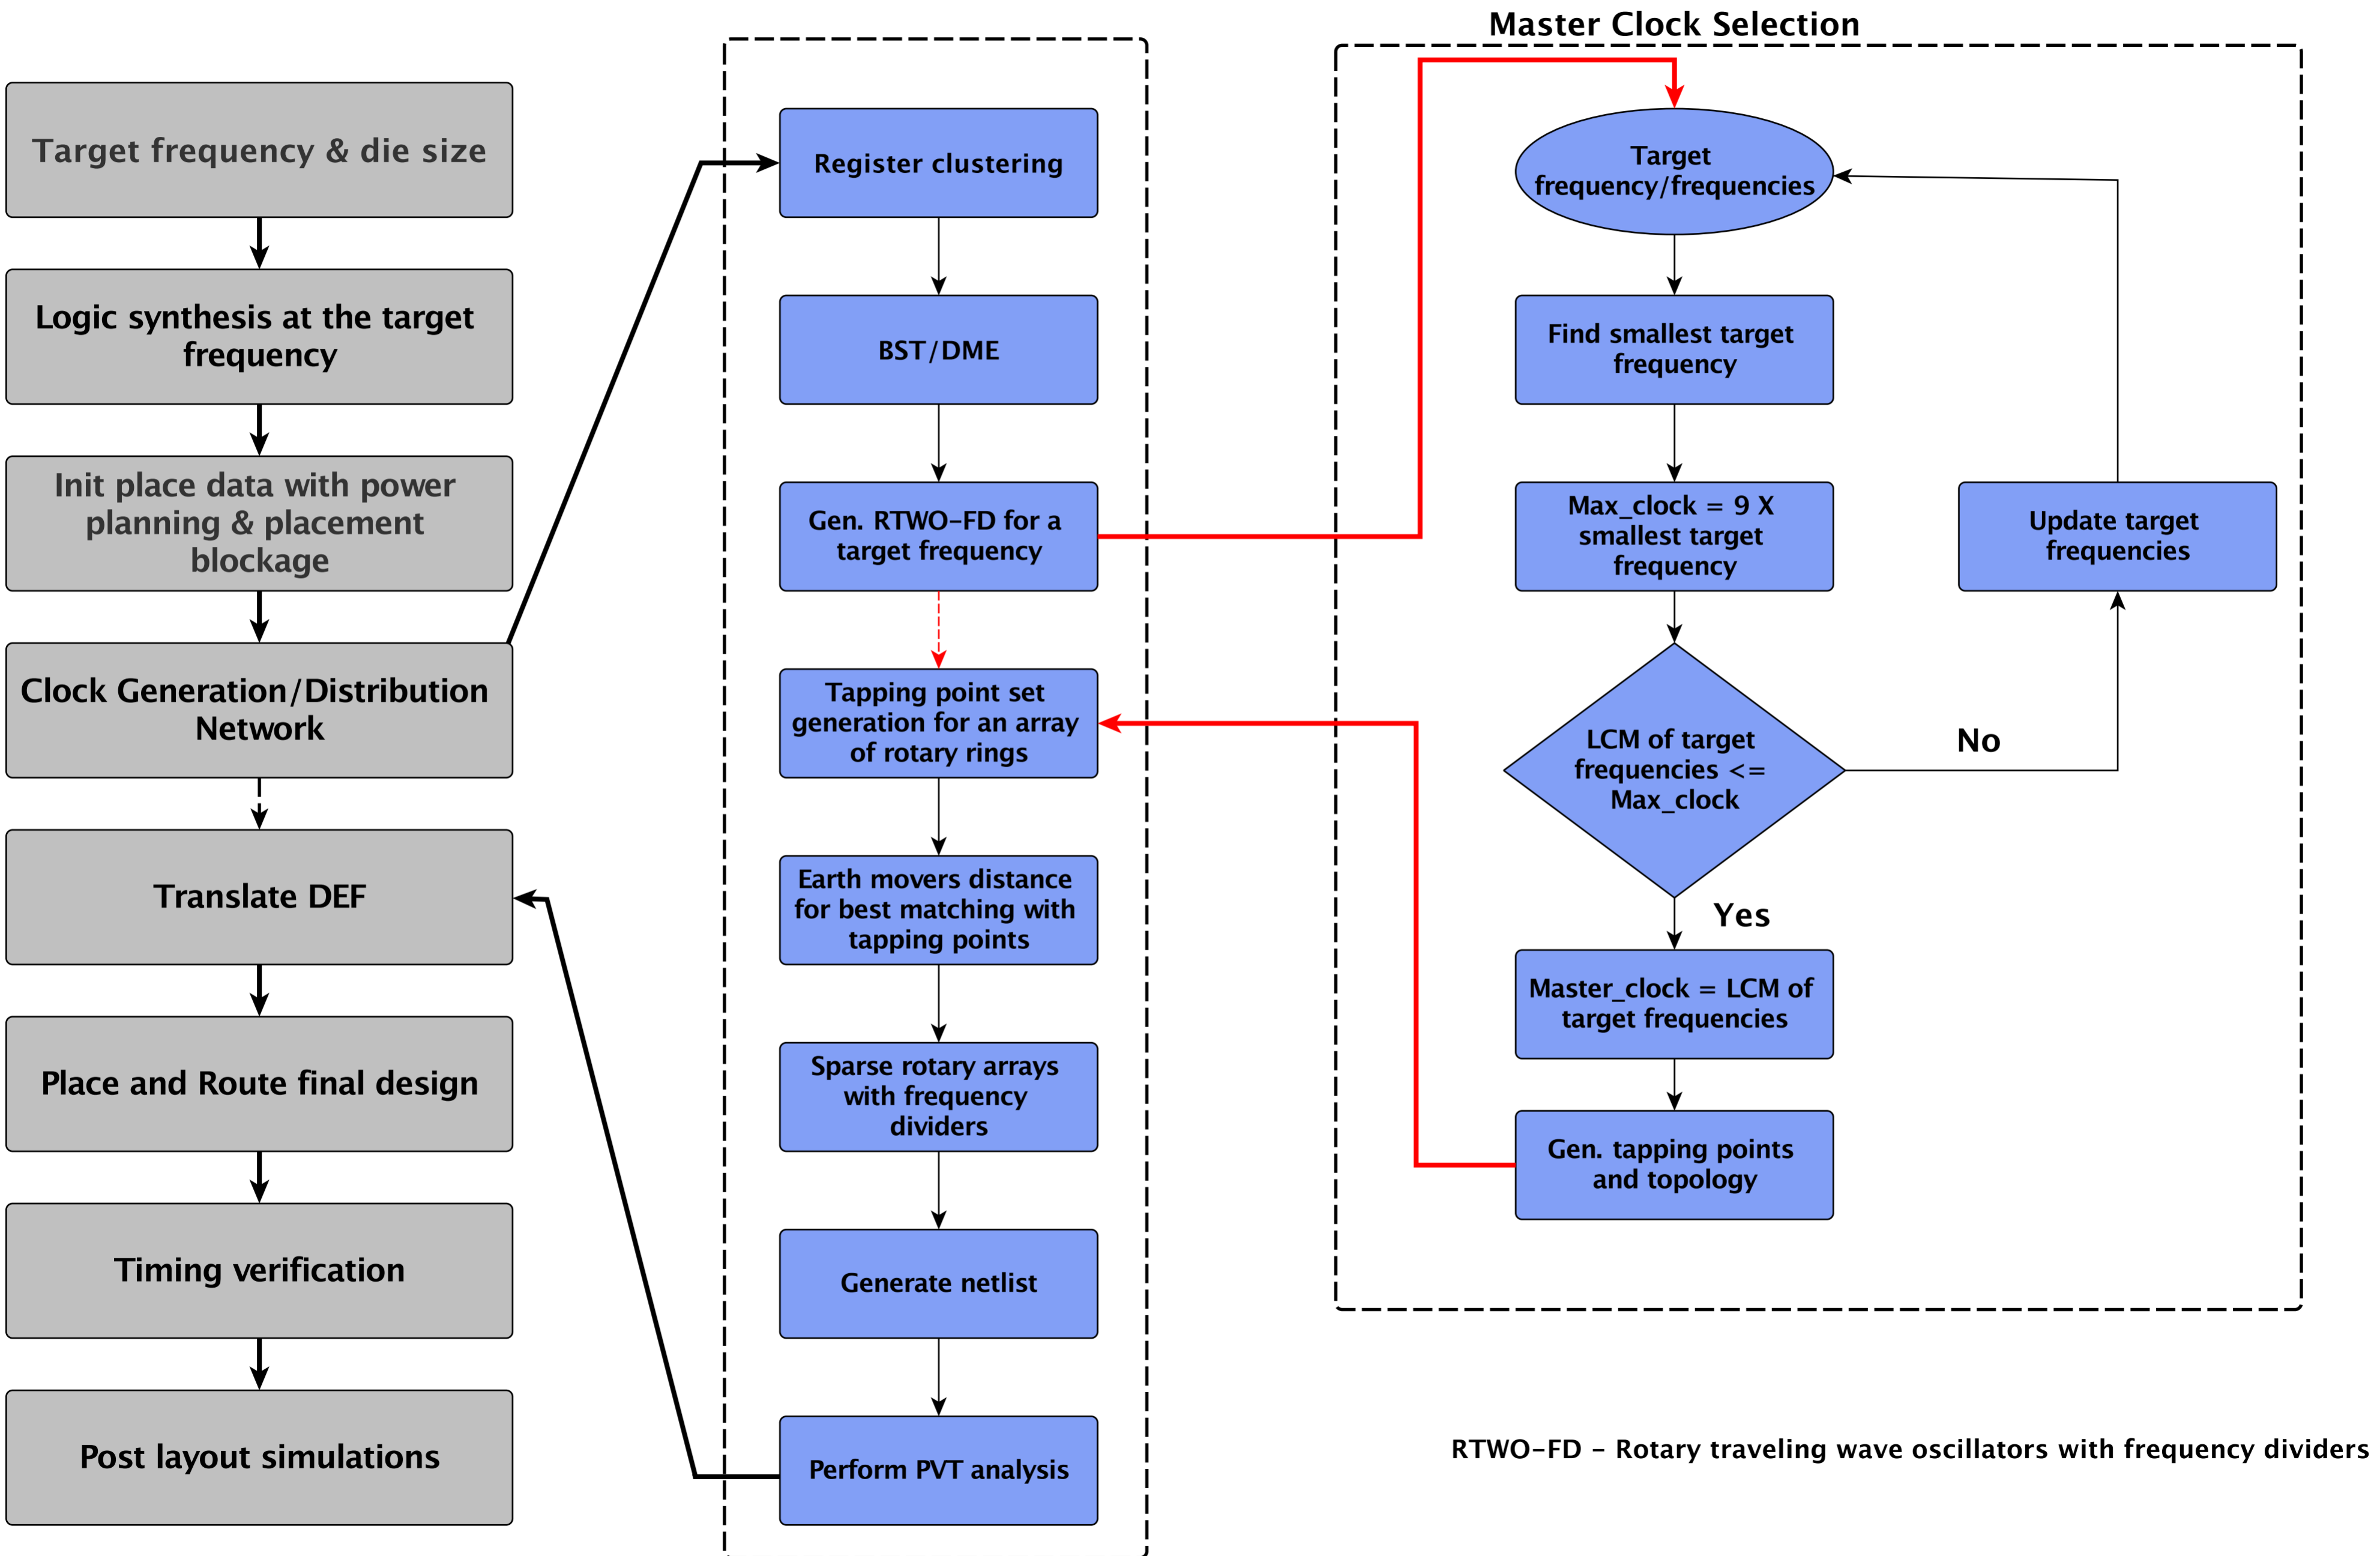 Target frequency & die size
Logic synthesis at the target
frequency
Init place data with power
planning & placement
blockage
Clock Generation/Distribution
Network
Translate DEF
Place and Route final design
Timing verification
Post layout simulations
Register clustering
BST/DME
Gen. RTWO-FD for a
target frequency
Tapping point set
generation for an array
of rotary rings
Earth movers distance
for best matching with
tapping points
Sparse rotary arrays
with frequency
dividers
Generate netlist
Perform PVT analysis
Master Clock Selection
Target
frequency/frequencies
Find smallest target
frequency
Max_clock = 9 X
smallest target
frequency
Update target
frequencies
LCM of target
frequencies <=
Max_clock
No
Yes
Master_clock = LCM of
target frequencies
Gen. tapping points
and topology
RTWO-FD - Rotary traveling wave oscillators with frequency dividers